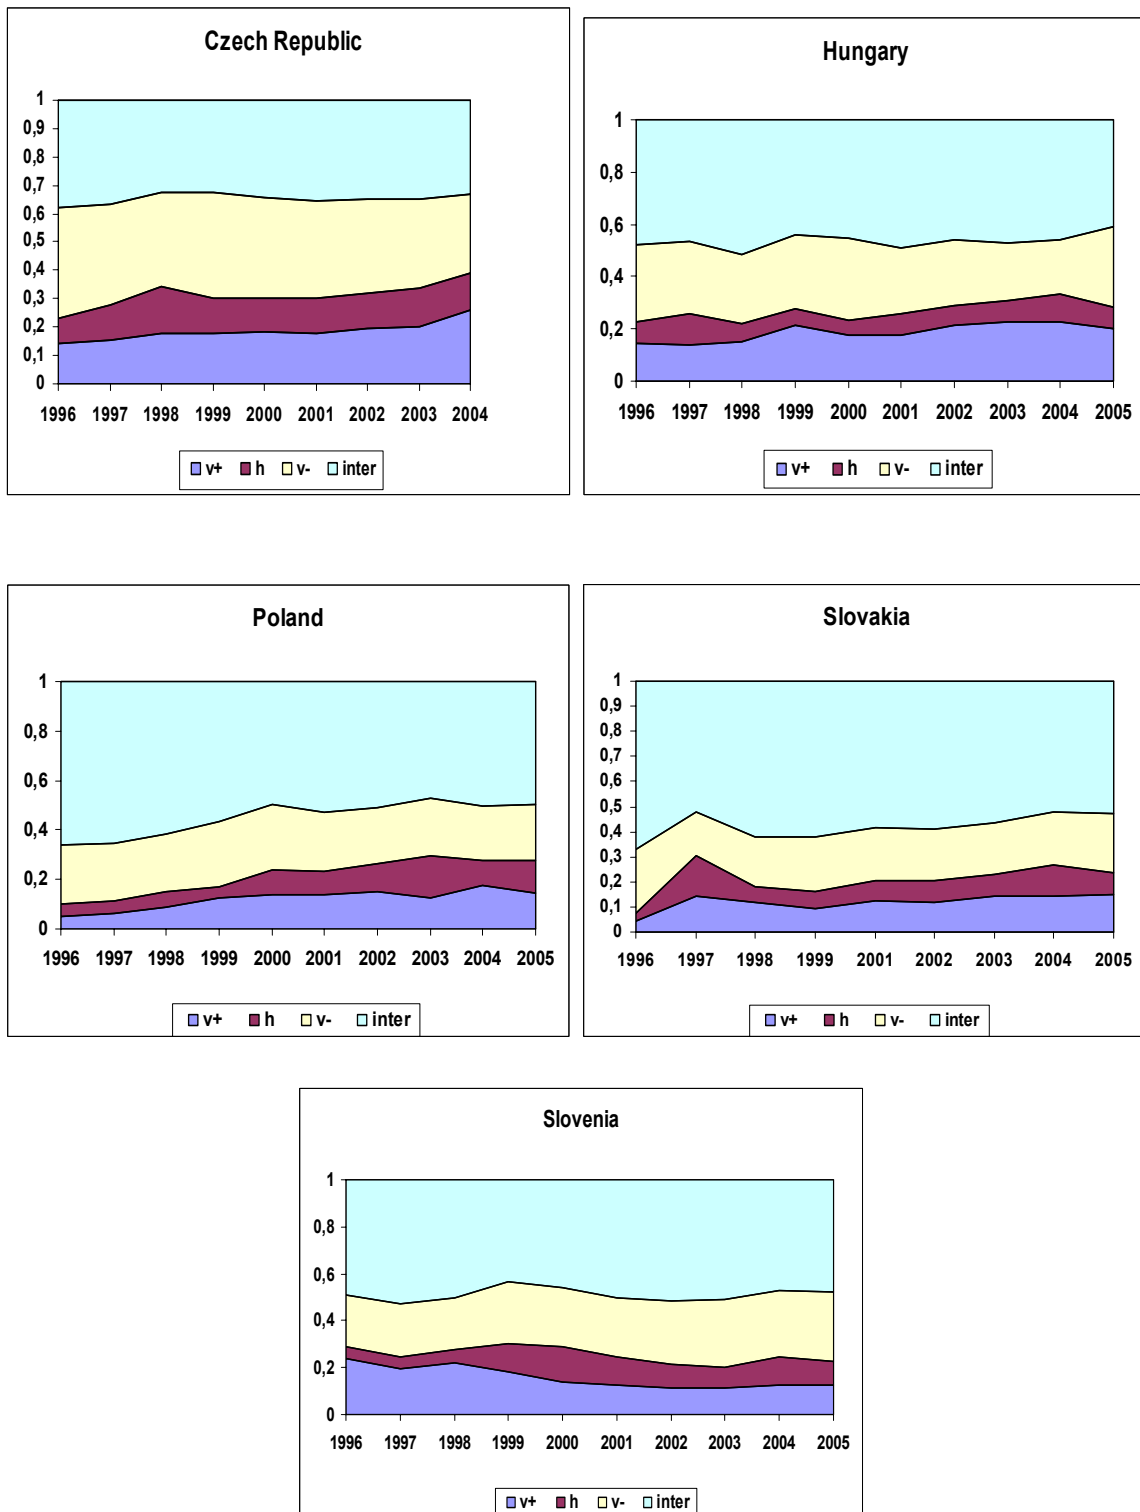 Czech Republic
1
0,9
0,8
0,7
0,6
0,5
0,4
0,3
0,2
0,1
0
1996 1997 1998 1999 2000 2001 2002 2003 2004
v+ h v- inter
Hungary
1
0,8
0,6
0,4
0,2
0
1996 1997 1998 1999 2000 2001 2002 2003 2004 2005
v+ h v- inter
Poland
1
0,8
0,6
0,4
0,2
0
1996 1997 1998 1999 2000 2001 2002 2003 2004 2005
v+ h v- inter
Slovakia
1
0,9
0,8
0,7
0,6
0,5
0,4
0,3
0,2
0,1
0
1996 1997 1998 1999 2001 2002 2003 2004 2005
v+ h v- inter
Slovenia
1
0,8
0,6
0,4
0,2
0
1996 1997 1998 1999 2000 2001 2002 2003 2004 2005
v+ h v- inter